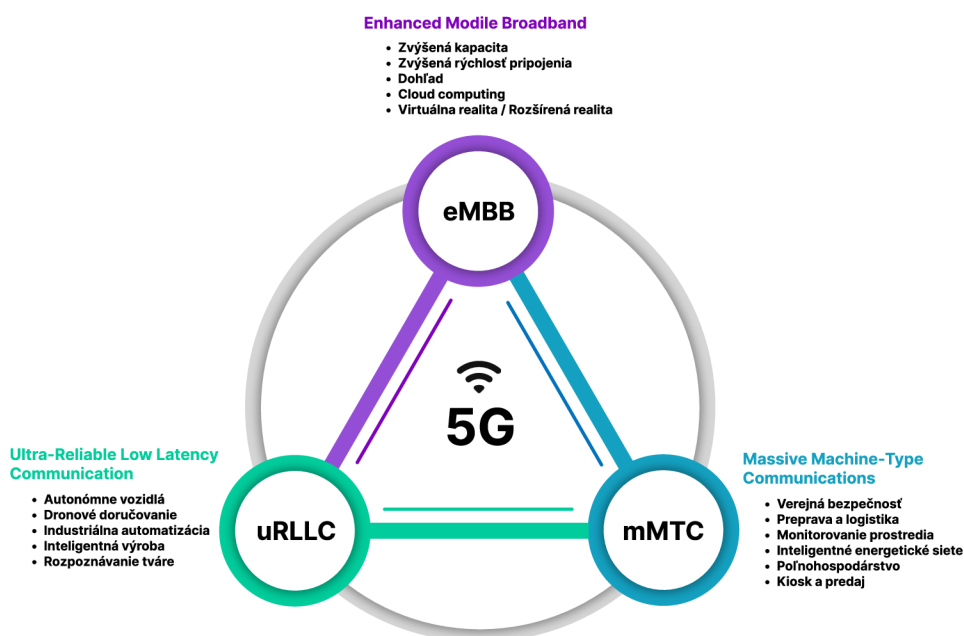 Enhanced Modile Broadband
• Zvýšená kapacita
• Zvýšená rýchlosť pripojenia
• Dohľad
• Cloud computing
• Virtuálna realita / Rozšírená realita
eMBB
5G
Ultra-Reliable Low Latency
Communication
• Autonómne vozidlá
• Dronové doručovanie
• Industriálna automatizácia
• Inteligentná výroba
• Rozpoznávanie tváre
uRLLC
mMTC
Massive Machine-Type
Communications
• Verejná bezpečnosť
• Preprava a logistika
• Monitorovanie prostredia
• Inteligentné energetické siete
• Poľnohospodárstvo
• Kiosk a predaj